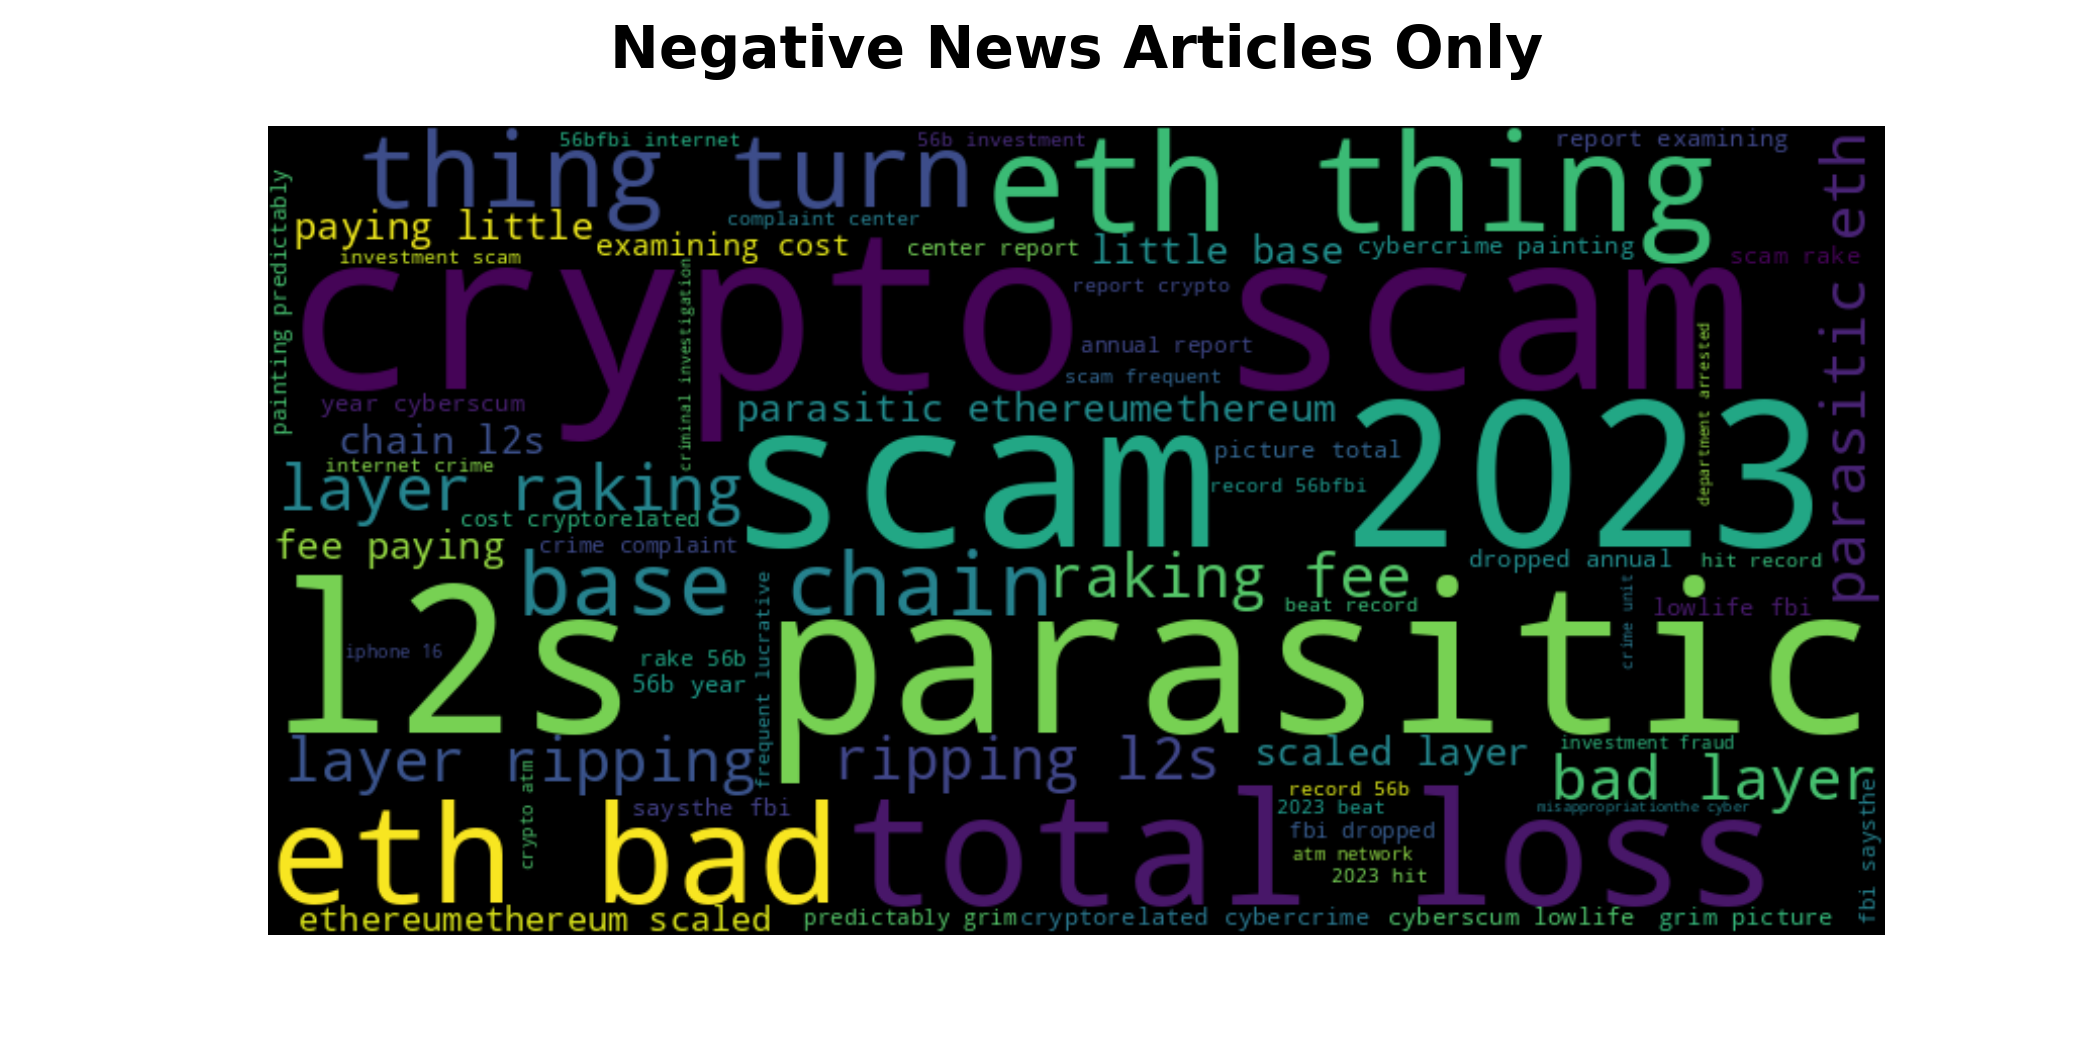 Negative News Articles Only
56bfbi internet
56b investment
report examining
thing turn
eth thing
parasitic eth
painting predictably
paying little
complaint center
examining cost
center report
little base
cybercrime painting
investment scam
scam rake
crypto scam
criminal investigation
report crypto
annual report
scam frequent
department arrested
year cyberscum
parasitic ethereumethereum
chain l2s
scam 2023
picture total
internet crime
layer raking
record 56bfbi
cost cryptorelated
fee paying
crime complaint
base chain
raking fee
dropped annual
hit record
beat record
crime unit
lowlife fbi
l2s parasitic
iphone 16
rake 56b
56b year
frequent lucrative
layer ripping
ripping l2s
scaled layer
investment fraud
bad layer
crypto atm
record 56b
saysthe fbi
2023 beat
misappropriationthe cyber
eth bad
total loss
fbi dropped
atm network
2023 hit
fbi saysthe
ethereumethereum scaled
predictably grim
cryptorelated cybercrime
cyberscum lowlife
grim picture